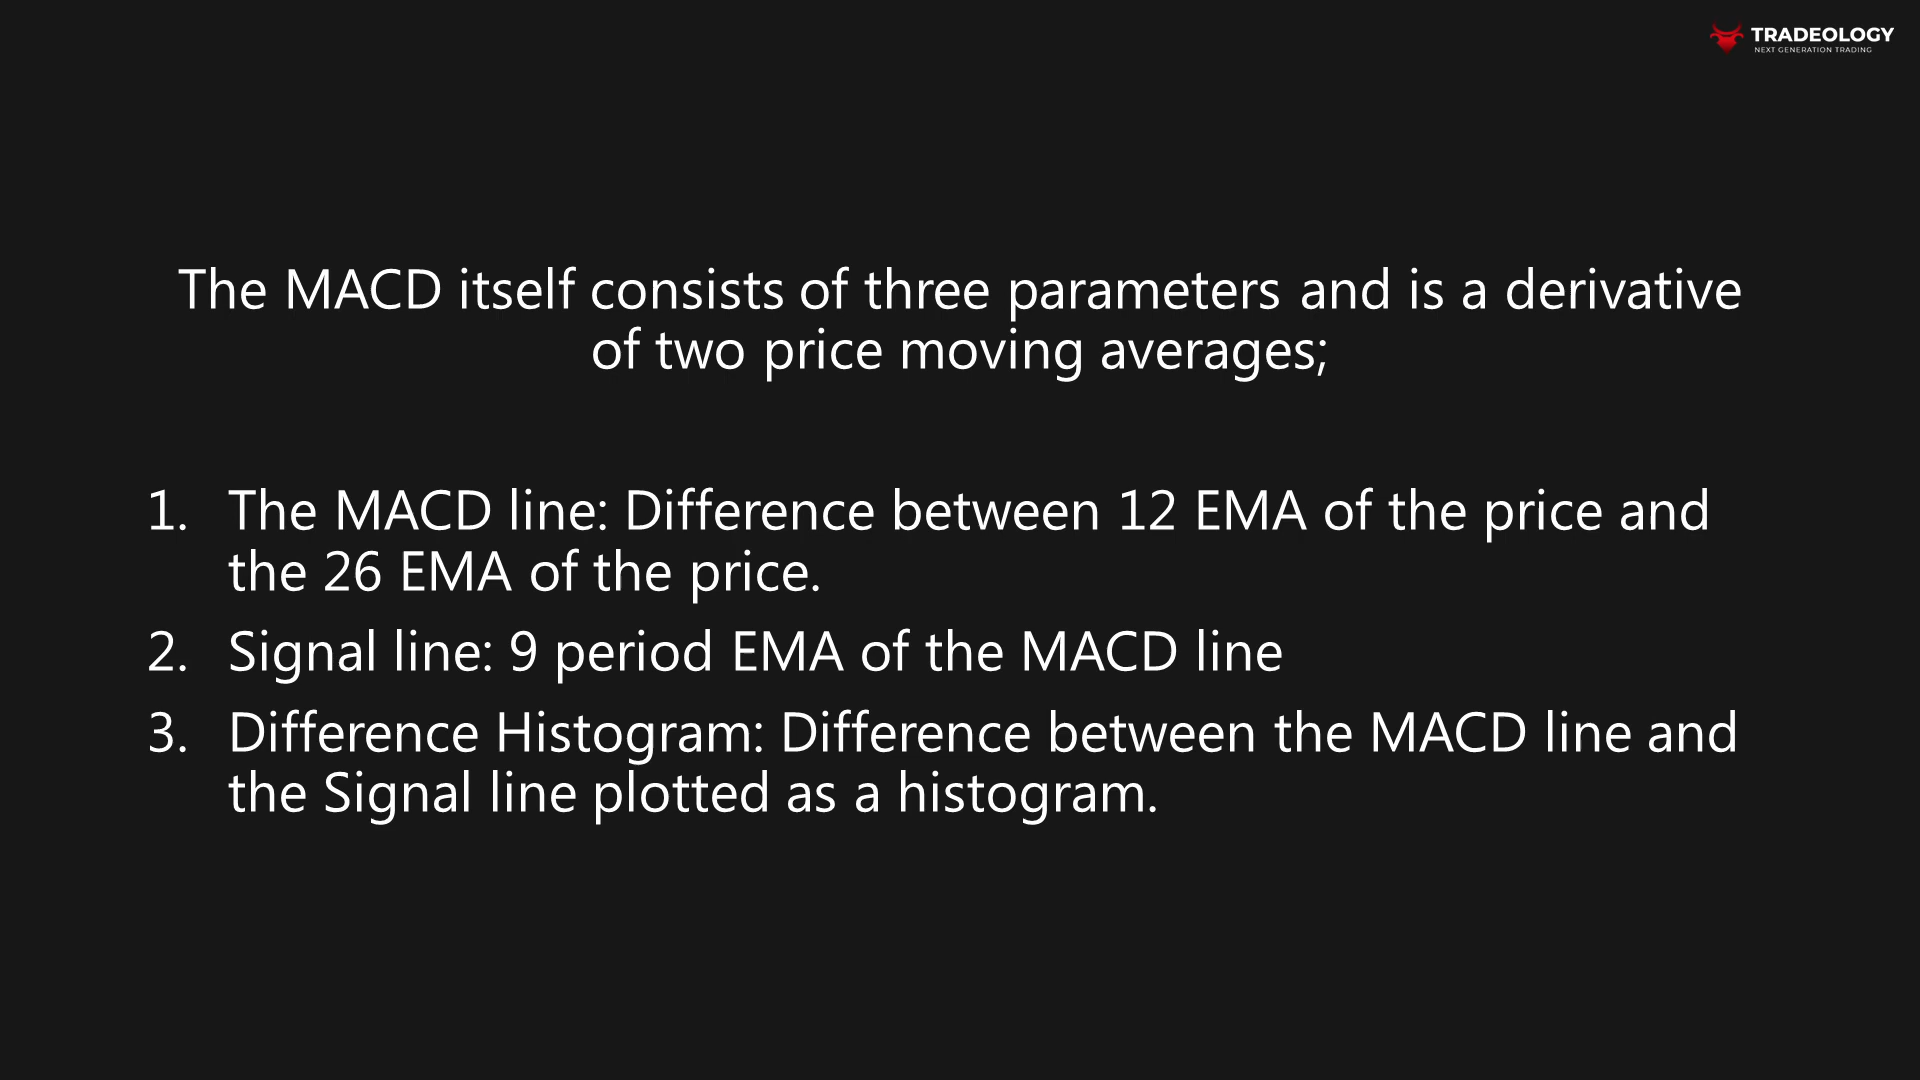 TRADEOLOGY
NEXT GENERATION TRADING
The MACD itself consists of three parameters and is a derivative
of two price moving averages;
1. The MACD line: Difference between 12 EMA of the price and
the 26 EMA of the price.
2. Signal line: 9 period EMA of the MACD line
3. Difference Histogram: Difference between the MACD line and
the Signal line plotted as a histogram.